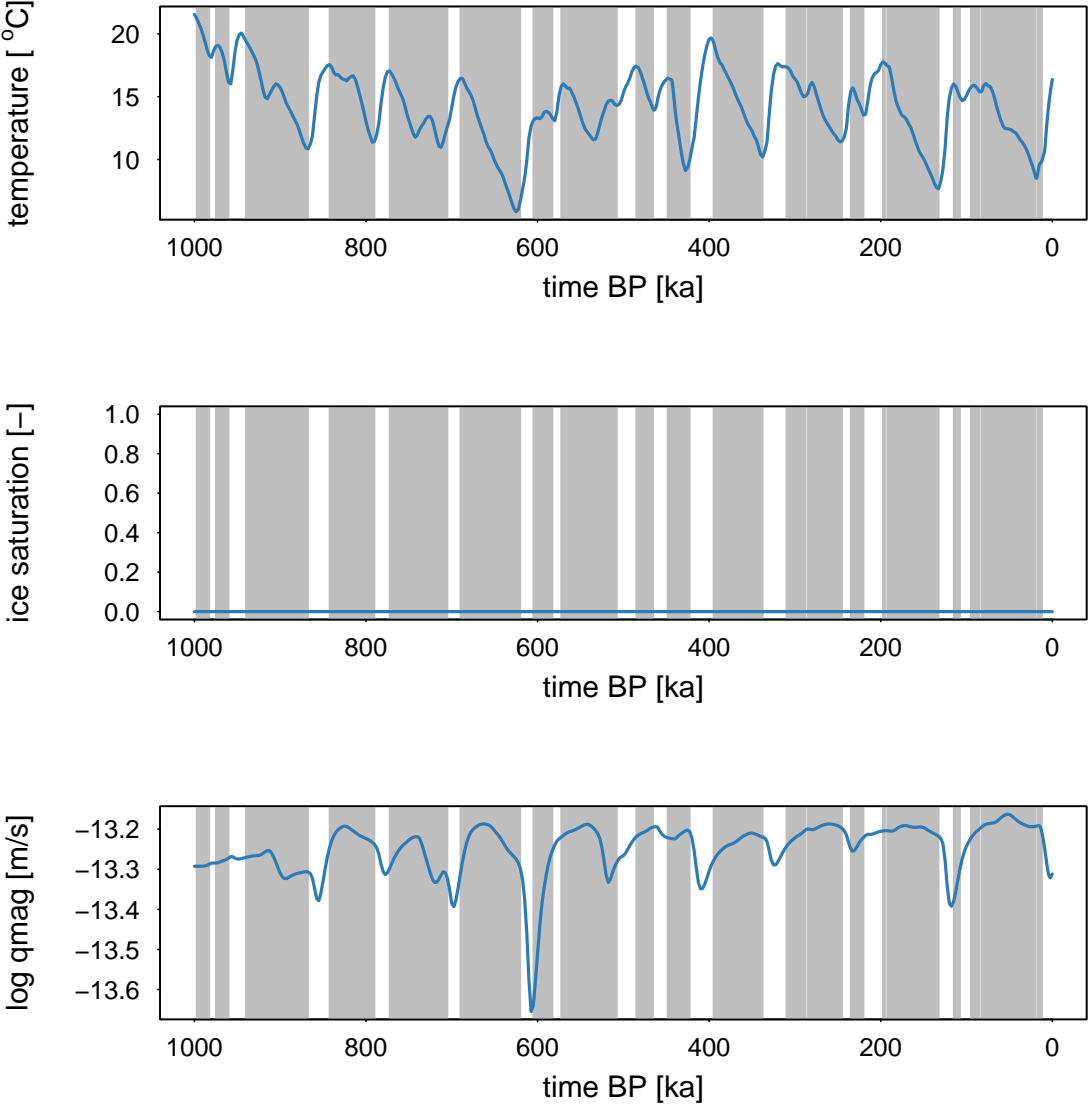 temperature [ °C]
20
15
10
1000 800 600 400 200 0
time BP [ka]
ice saturation [−]
1.0
0.8
0.6
0.4
0.2
0.0
1000 800 600 400 200 0
time BP [ka]
log qmag [m/s]
−13.2
−13.3
−13.4
−13.5
−13.6
1000 800 600 400 200 0
time BP [ka]